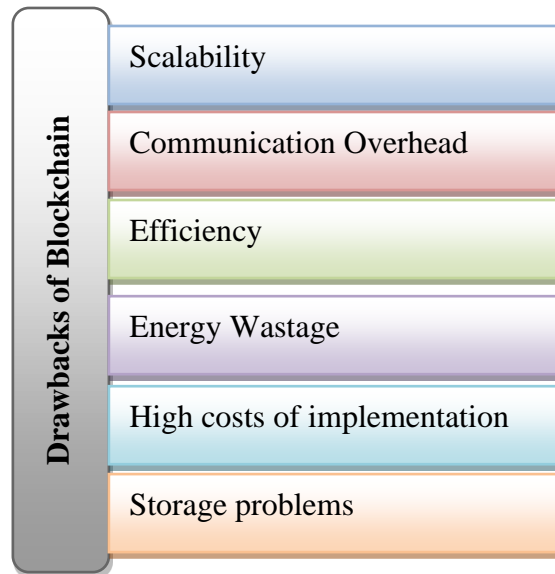 Drawbacks of Blockchain
Scalability
Communication Overhead
Efficiency
Energy Wastage
High costs of implementation
Storage problems